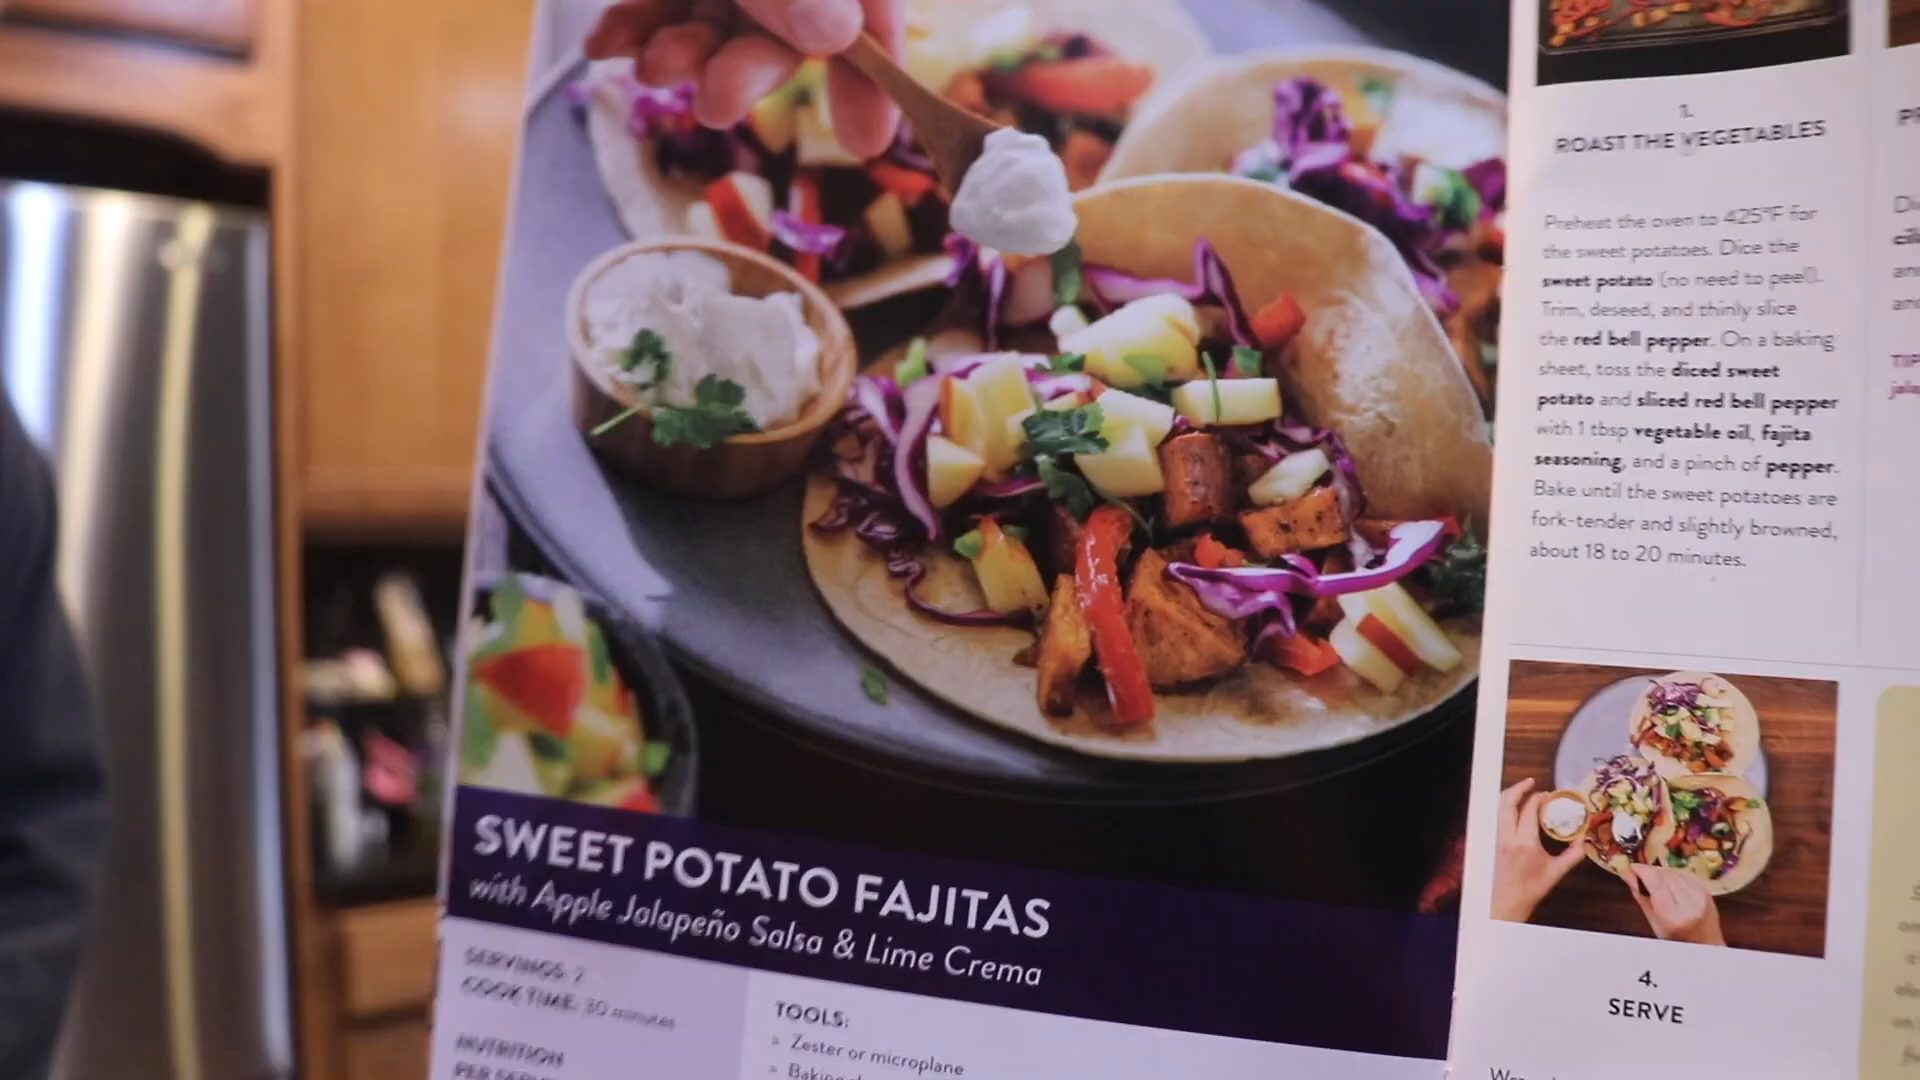 SWEET POTATO FAJITAS
with Apple Jalapeño Salsa & Lime Crema
SERVINGS: 2
COOK TIME: 30 minutes
NUTRITION
PER
TOOLS:
» Zester or microplane
» Baking
1.
ROAST THE VEGETABLES
Preheat the oven to 425°F for
the sweet potatoes. Dice the
sweet potato (no need to peel).
Trim, deseed, and thinly slice
the red bell pepper. On a baking
sheet, toss the diced sweet
potato and sliced red bell pepper
with 1 tbsp vegetable oil, fajita
seasoning, and a pinch of pepper.
Bake until the sweet potatoes are
fork-tender and slightly browned,
about 18 to 20 minutes.
4.
SERVE
TIP